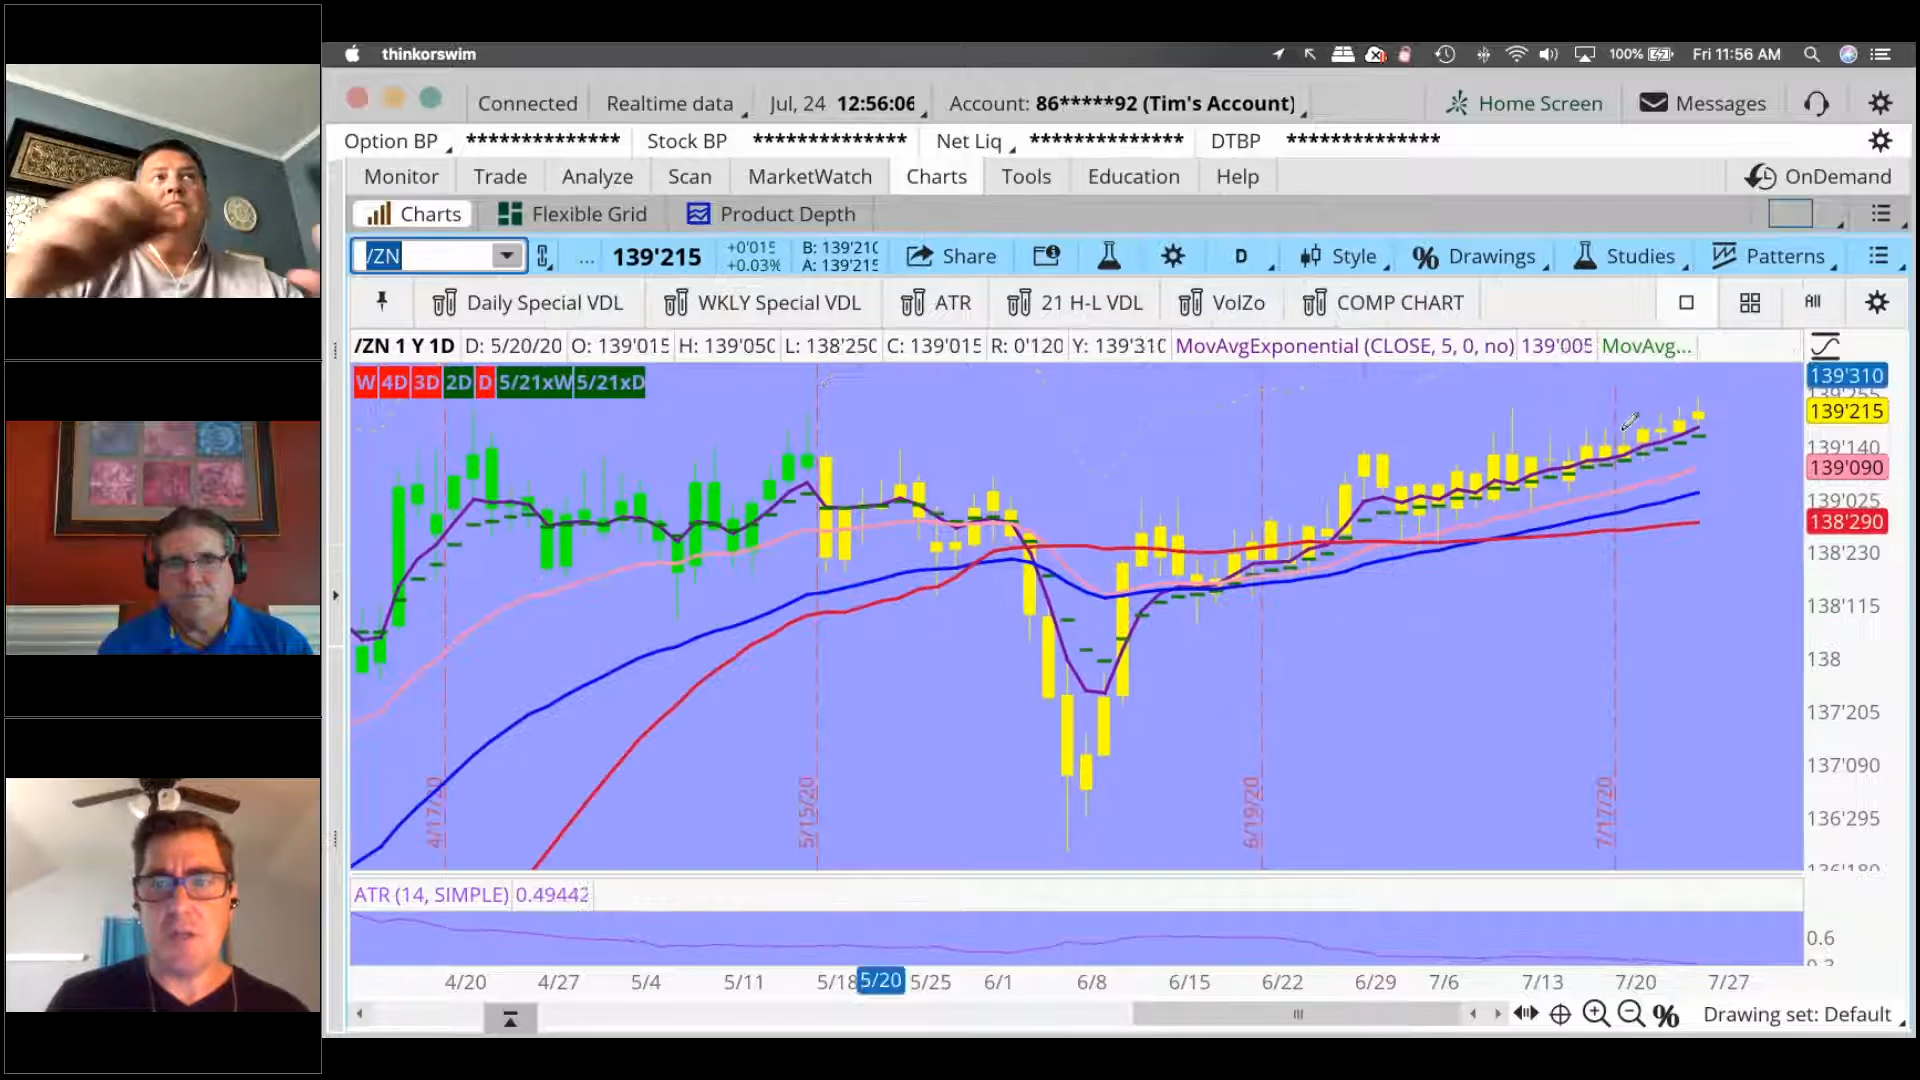 thinkorswim
100%
Fri 11:56 AM
Connected
Realtime data
Jul, 24 12:56:06
Account: 86*****92 (Tim's Account)
Home Screen
Messages
Option BP **************
Stock BP **************
Net Liq **************
DTBP **************
Monitor
Trade
Analyze
Scan
MarketWatch
Charts
Tools
Education
Help
OnDemand
Charts
Flexible Grid
Product Depth
/ZN
...
139'215
+0'015
+0.03%
B: 139'210
A: 139'215
Share
D
Style
Drawings
Studies
Patterns
Daily Special VDL
WKLY Special VDL
ATR
21 H-L VDL
VolZo
COMP CHART
All
/ZN 1 Y 1D
D: 5/20/20
O: 139'015
H: 139'050
L: 138'250
C: 139'015
R: 0'120
Y: 139'310
MovAvgExponential (CLOSE, 5, 0, no)
139'005
MovAvg...
W
4D
3D
2D
D
5/21xW
5/21xD
139'310
139'215
139'140
139'090
139'025
138'290
138'230
138'115
138
137'205
137'090
136'295
4/17/20
5/15/20
6/19/20
7/17/20
ATR (14, SIMPLE)
0.49442
0.6
4/20
4/27
5/4
5/11
5/18
5/20
5/25
6/1
6/8
6/15
6/22
6/29
7/6
7/13
7/20
7/27
Drawing set: Default